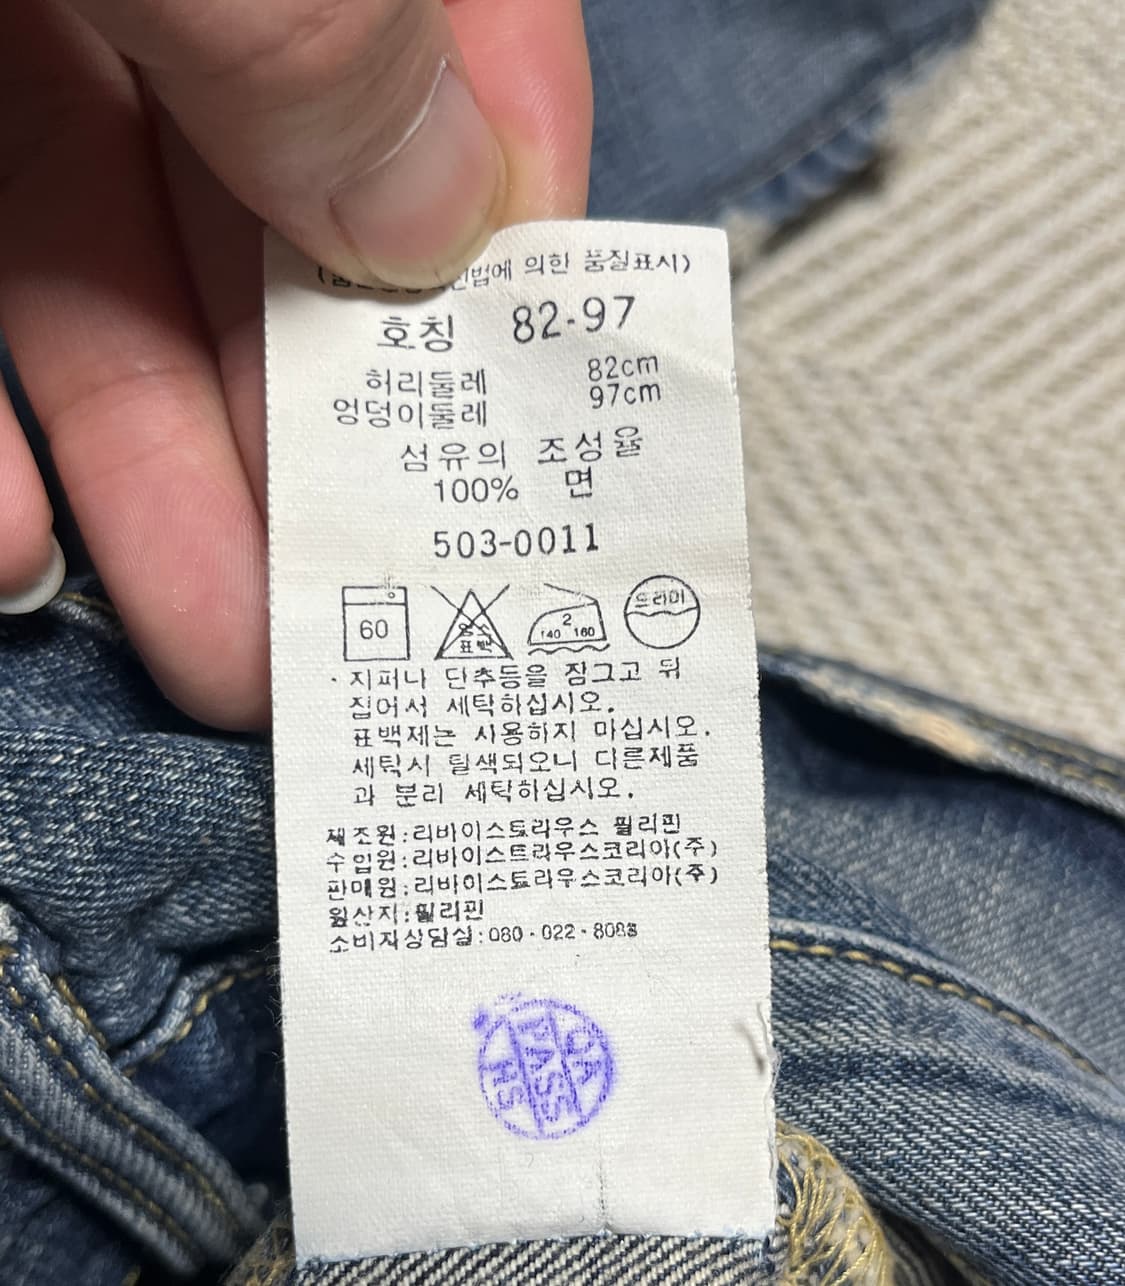 의한 품질표시)
호칭 82-97
허리둘레 82cm
엉덩이둘레 97cm
섬유의 조성율
100% 면
503-0011
60
염소
표백
2
140 160
드라이
· 지퍼나 단추등을 잠그고 뒤
집어서 세탁하십시오.
표백제는 사용하지 마십시오.
세탁시 탈색되오니 다른제품
과 분리 세탁하십시오.
제조원:리바이스트라우스 필리핀
수입원:리바이스트라우스코리아(주)
판매원:리바이스트라우스코리아(주)
원산지:필리핀
소비자상담실:080-022-8088
QA
PASS